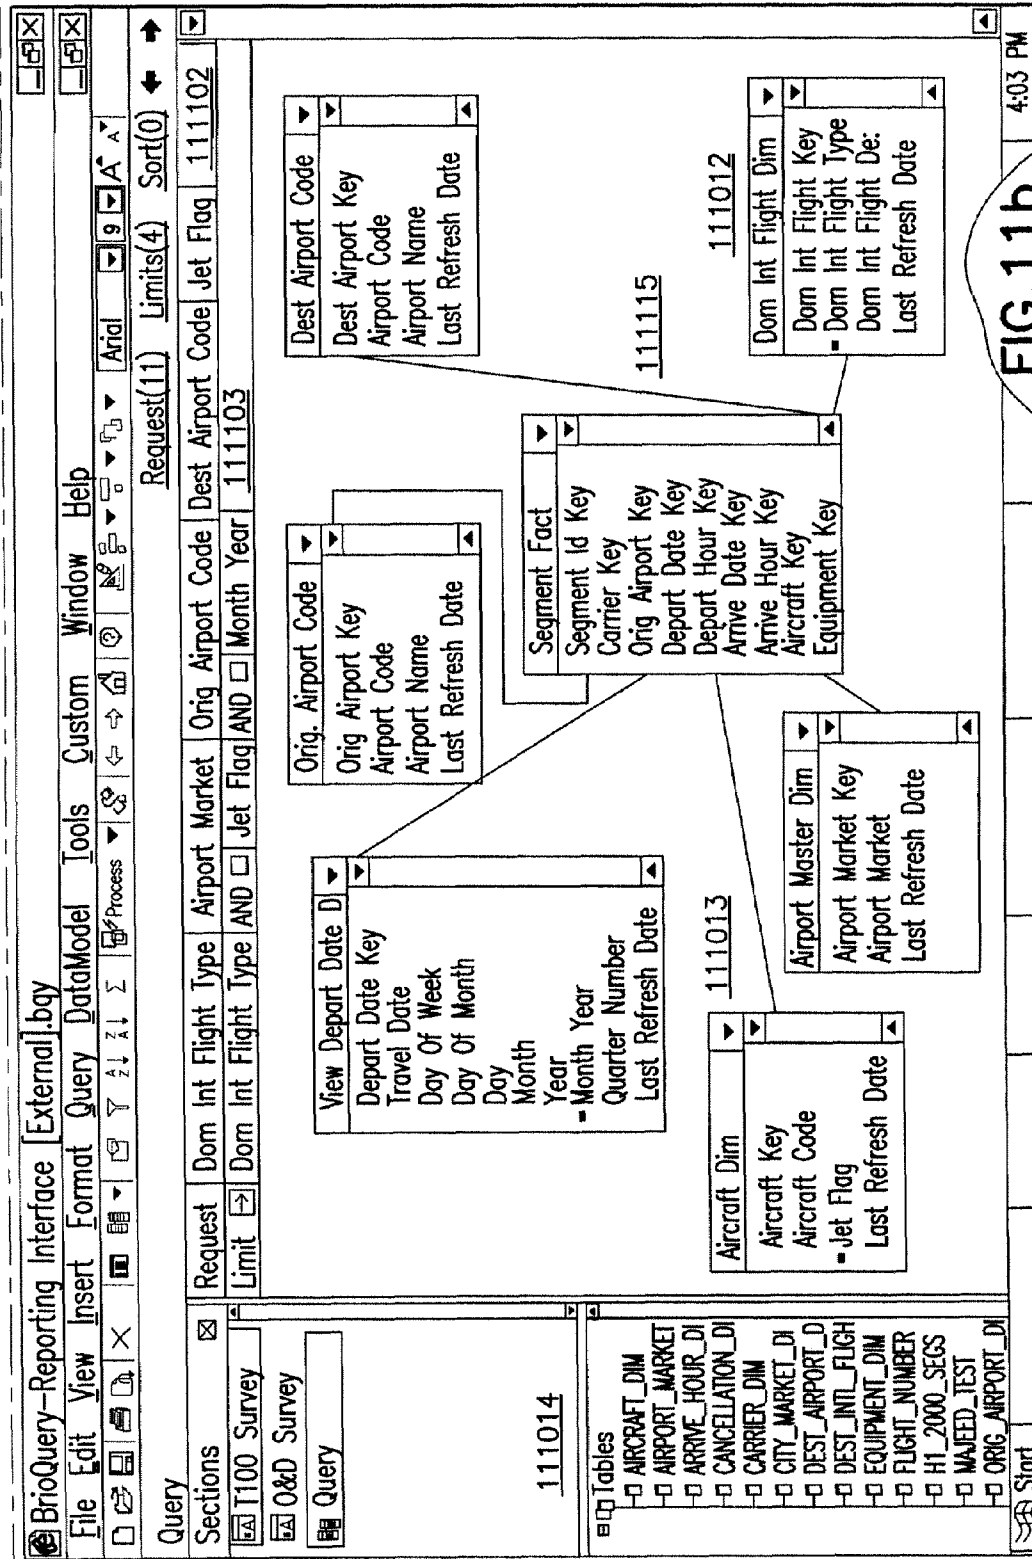 BrioQuery–Reporting Interface [External].bqy
File Edit View Insert Format Query DataModel Tools Custom Window Help
Process Arial 9 A A
Query Request(11) Limits(4) Sort(0)
Sections
T100 Survey
O&D Survey
Query
111014
Request Dom Int Flight Type Airport Market Orig Airport Code Dest Airport Code Jet Flag 111102
Limit Dom Int Flight Type AND Jet Flag AND Month Year 111103
View Depart Date D
Depart Date Key
Travel Date
Day Of Week
Day Of Month
Day
Month
Year
Month Year
Quarter Number
Last Refresh Date
Orig. Airport Code
Orig Airport Key
Airport Code
Airport Name
Last Refresh Date
Dest Airport Code
Dest Airport Key
Airport Code
Airport Name
Last Refresh Date
111115
Segment Fact
Segment Id Key
Carrier Key
Orig Airport Key
Depart Date Key
Depart Hour Key
Arrive Date Key
Arrive Hour Key
Aircraft Key
Equipment Key
111012
Dom Int Flight Dim
Dom Int Flight Key
Dom Int Flight Type
Dom Int Flight De:
Last Refresh Date
111013
Aircraft Dim
Aircraft Key
Aircraft Code
Jet Flag
Last Refresh Date
Airport Master Dim
Airport Market Key
Airport Market
Last Refresh Date
Tables
AIRCRAFT_DIM
AIRPORT_MARKET
ARRIVE_HOUR_DI
CANCELLATION_DI
CARRIER_DIM
CITY_MARKET_DI
DEST_AIRPORT_D
DEST_INTL_FLIGH
EQUIPMENT_DIM
FLIGHT_NUMBER
H1_2000_SEGS
MAJEED_TEST
ORIG_AIRPORT_DI
Start 4:03 PM
FIG.11b